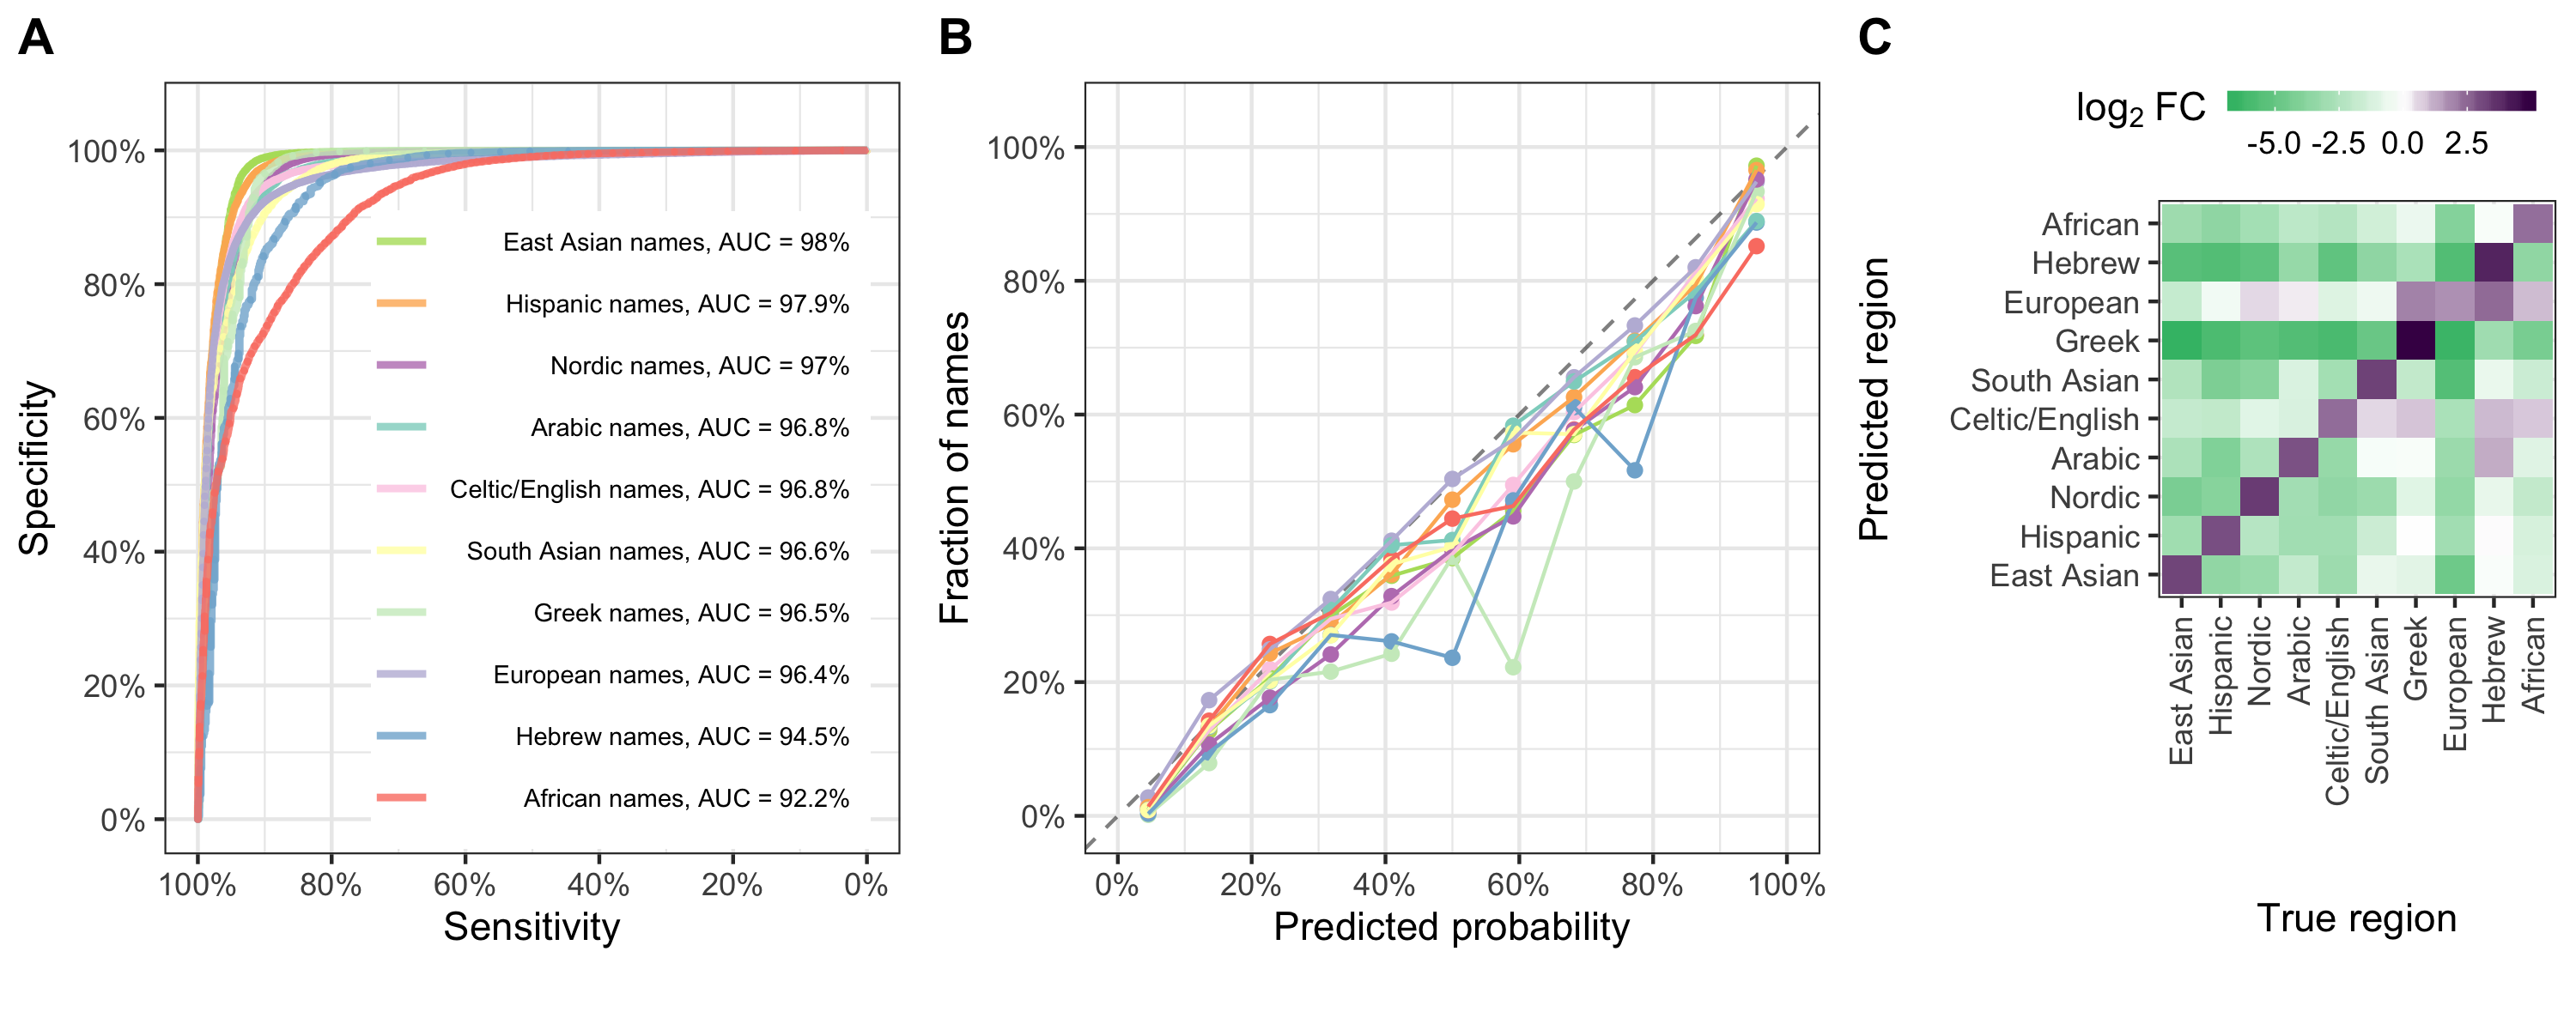 A
Specificity
100%
80%
60%
40%
20%
0%
East Asian names, AUC = 98%
Hispanic names, AUC = 97.9%
Nordic names, AUC = 97%
Arabic names, AUC = 96.8%
Celtic/English names, AUC = 96.8%
South Asian names, AUC = 96.6%
Greek names, AUC = 96.5%
European names, AUC = 96.4%
Hebrew names, AUC = 94.5%
African names, AUC = 92.2%
100% 80% 60% 40% 20% 0%
Sensitivity
B
Fraction of names
100%
80%
60%
40%
20%
0%
0% 20% 40% 60% 80% 100%
Predicted probability
C
log₂ FC
-5.0 -2.5 0.0 2.5
Predicted region
African
Hebrew
European
Greek
South Asian
Celtic/English
Arabic
Nordic
Hispanic
East Asian
East Asian
Hispanic
Nordic
Arabic
Celtic/English
South Asian
Greek
European
Hebrew
African
True region